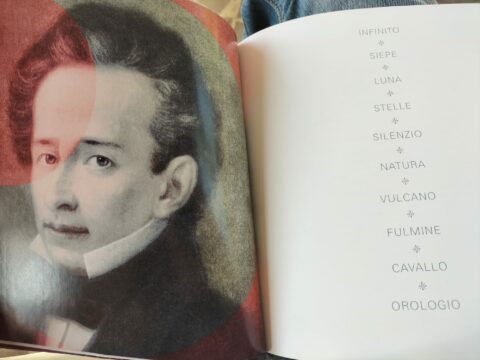 INFINITO
SIEPE
LUNA
STELLE
SILENZIO
NATURA
VULCANO
FULMINE
CAVALLO
OROLOGIO